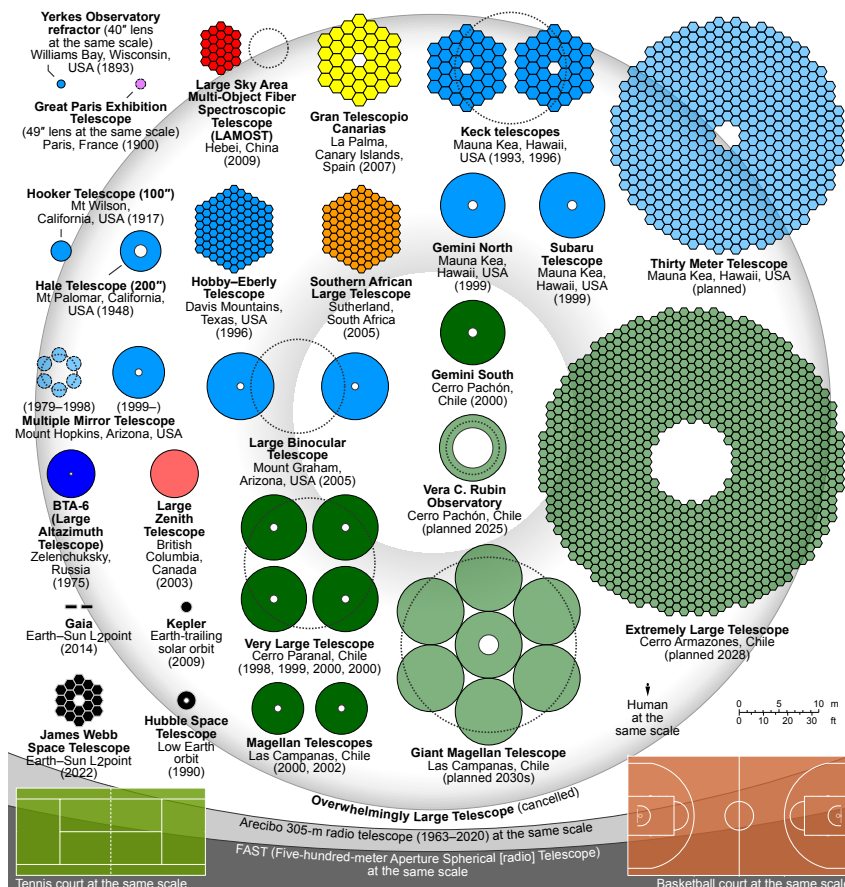 Yerkes Observatory
refractor (40″ lens
at the same scale)
Williams Bay, Wisconsin,
USA (1893)
Great Paris Exhibition
Telescope
(49″ lens at the same scale)
Paris, France (1900)
Large Sky Area
Multi-Object Fiber
Spectroscopic
Telescope
(LAMOST)
Hebei, China
(2009)
Gran Telescopio
Canarias
La Palma,
Canary Islands,
Spain (2007)
Keck telescopes
Mauna Kea, Hawaii,
USA (1993, 1996)
Thirty Meter Telescope
Mauna Kea, Hawaii, USA
(planned)
Hooker Telescope (100″)
Mt Wilson,
California, USA (1917)
Hale Telescope (200″)
Mt Palomar, California,
USA (1948)
Hobby–Eberly
Telescope
Davis Mountains,
Texas, USA
(1996)
Southern African
Large Telescope
Sutherland,
South Africa
(2005)
Gemini North
Mauna Kea,
Hawaii, USA
(1999)
Subaru
Telescope
Mauna Kea,
Hawaii, USA
(1999)
Gemini South
Cerro Pachón,
Chile (2000)
(1979–1998) (1999–)
Multiple Mirror Telescope
Mount Hopkins, Arizona, USA
Large Binocular
Telescope
Mount Graham,
Arizona, USA (2005)
Vera C. Rubin
Observatory
Cerro Pachón, Chile
(planned 2025)
BTA-6
(Large
Altazimuth
Telescope)
Zelenchuksky,
Russia
(1975)
Large
Zenith
Telescope
British
Columbia,
Canada
(2003)
Gaia
Earth–Sun L2point
(2014)
Kepler
Earth-trailing
solar orbit
(2009)
Very Large Telescope
Cerro Paranal, Chile
(1998, 1999, 2000, 2000)
Extremely Large Telescope
Cerro Armazones, Chile
(planned 2028)
James Webb
Space Telescope
Earth–Sun L2point
(2022)
Hubble Space
Telescope
Low Earth
orbit
(1990)
Magellan Telescopes
Las Campanas, Chile
(2000, 2002)
Giant Magellan Telescope
Las Campanas, Chile
(planned 2030s)
Human
at the
same scale
0 5 10 m
0 10 20 30 ft
Overwhelmingly Large Telescope (cancelled)
Arecibo 305-m radio telescope (1963–2020) at the same scale
FAST (Five-hundred-meter Aperture Spherical [radio] Telescope)
at the same scale
Tennis court at the same scale
Basketball court at the same scale